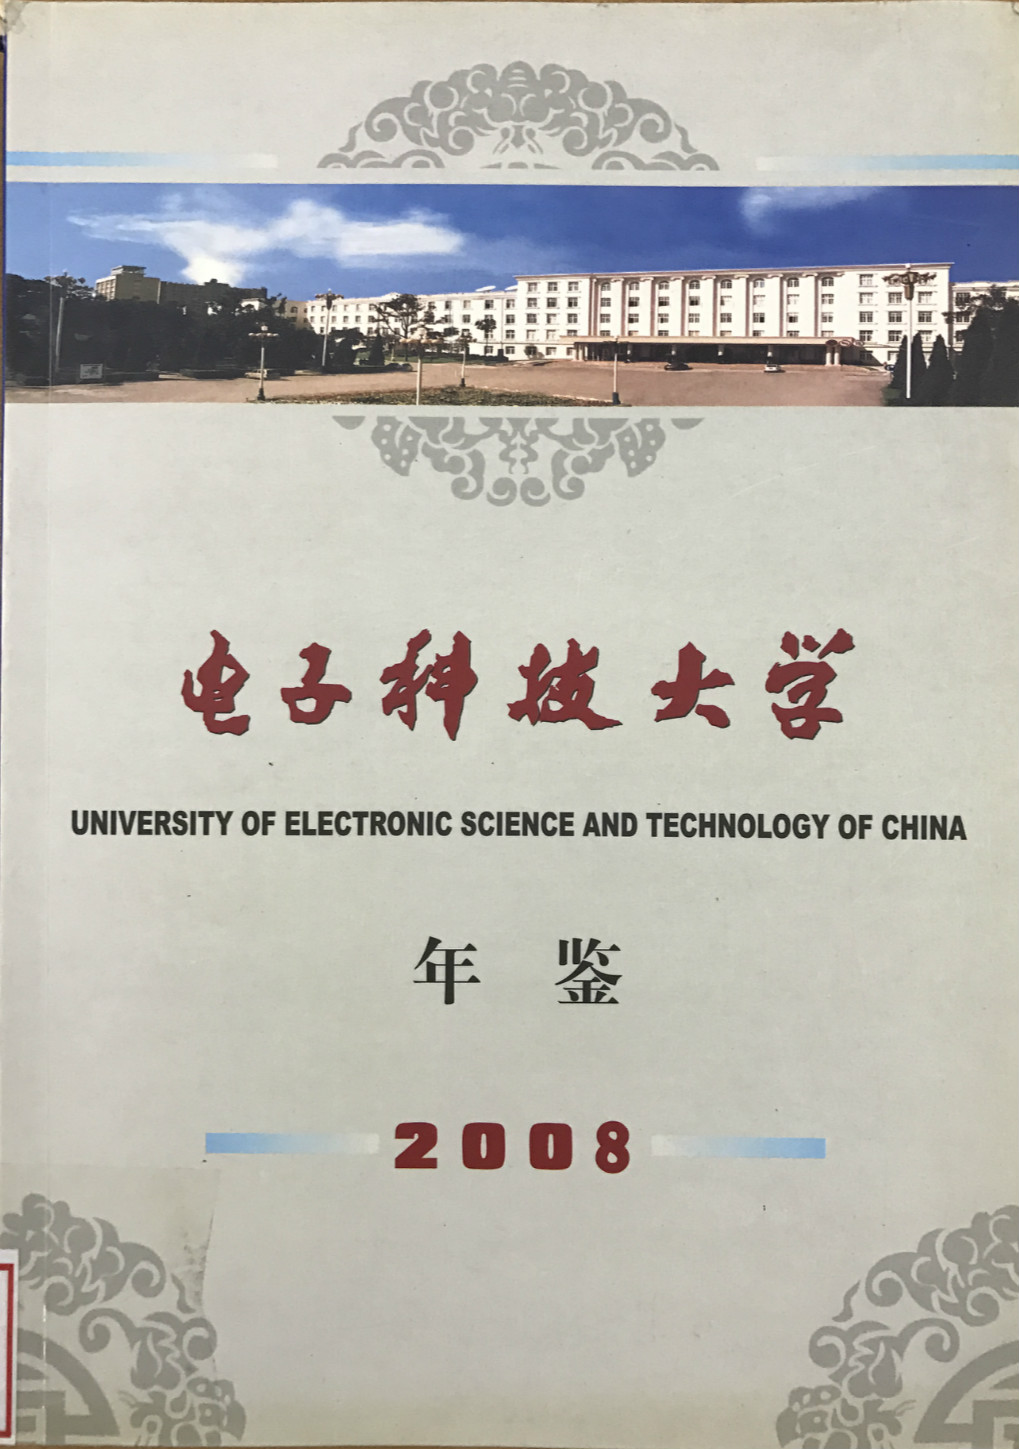 电子科技大学
UNIVERSITY OF ELECTRONIC SCIENCE AND TECHNOLOGY OF CHINA
年 鉴
2008